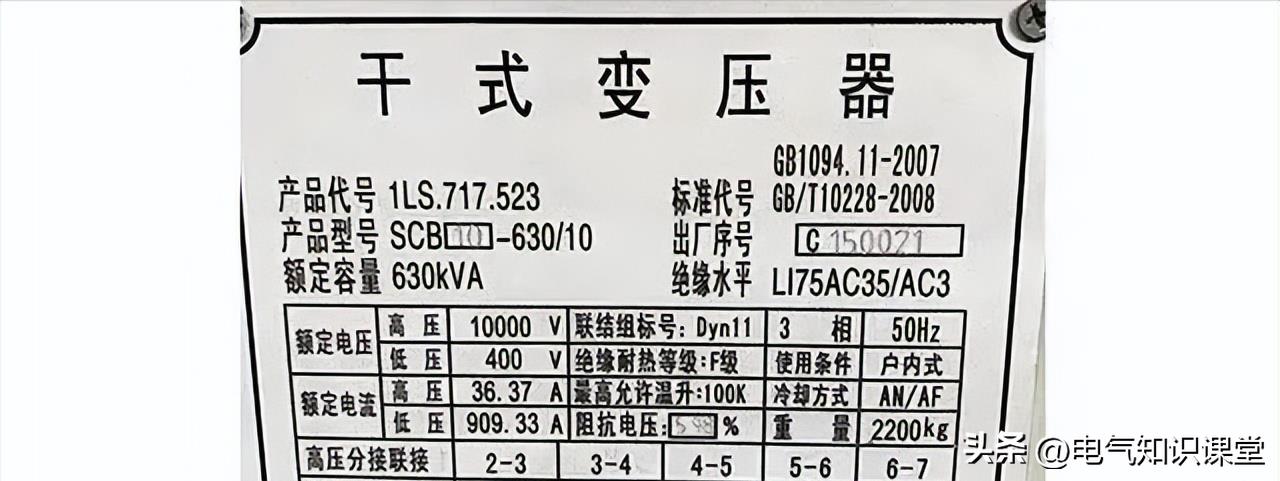 干式变压器
GB1094.11-2007
产品代号 1LS.717.523 标准代号 GB/T10228-2008
产品型号 SCB10-630/10 出厂序号 C150021
额定容量 630kVA 绝缘水平 LI75AC35/AC3
额定电压 高压 10000 V 联结组标号: Dyn11 3 相 50Hz
低压 400 V 绝缘耐热等级:F级 使用条件 户内式
额定电流 高压 36.37 A 最高允许温升:100K 冷却方式 AN/AF
低压 909.33 A 阻抗电压: 5.98 % 重量 2200kg
高压分接联接 2-3 3-4 4-5 5-6 6-7
头条 @电气知识课堂